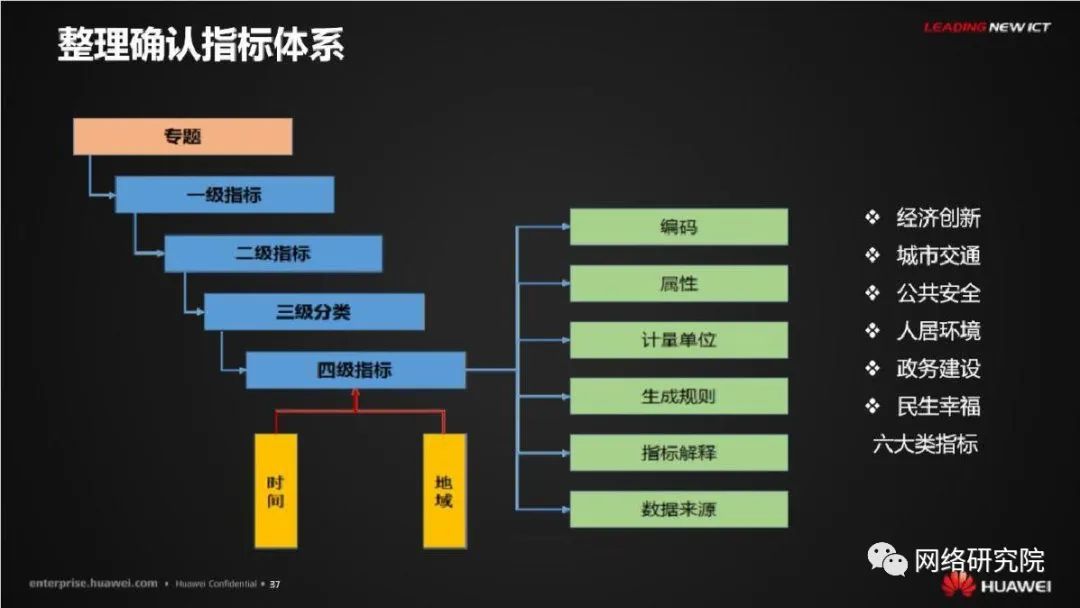 整理确认指标体系
LEADING NEW ICT
专题
一级指标
二级指标
三级分类
四级指标
时间
地域
编码
属性
计量单位
生成规则
指标解释
数据来源
❖ 经济创新
❖ 城市交通
❖ 公共安全
❖ 人居环境
❖ 政务建设
❖ 民生幸福
六大类指标
enterprise.huawei.com • Huawei Confidential • 37
网络研究院
HUAWEI